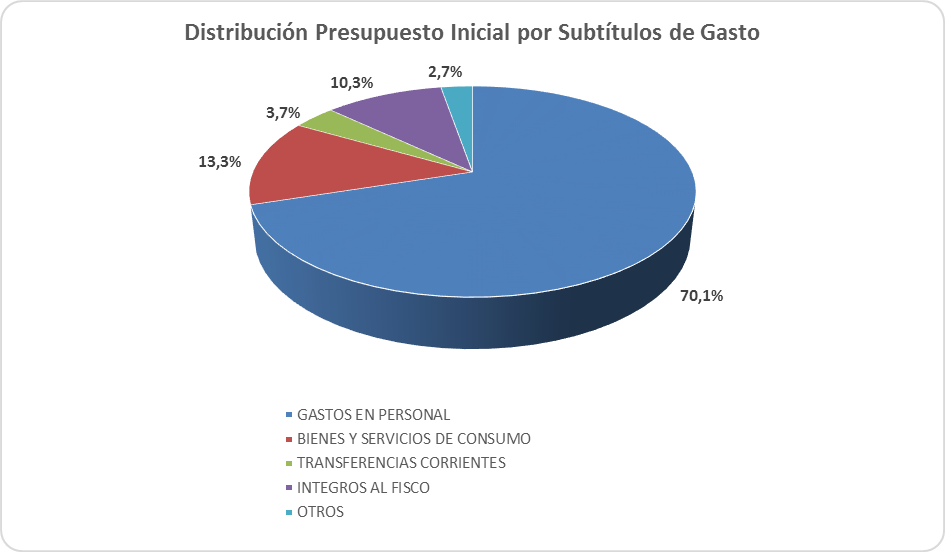 Distribución Presupuesto Inicial por Subtítulos de Gasto
2,7%
10,3%
3,7%
13,3%
70,1%
GASTOS EN PERSONAL
BIENES Y SERVICIOS DE CONSUMO
TRANSFERENCIAS CORRIENTES
INTEGROS AL FISCO
OTROS